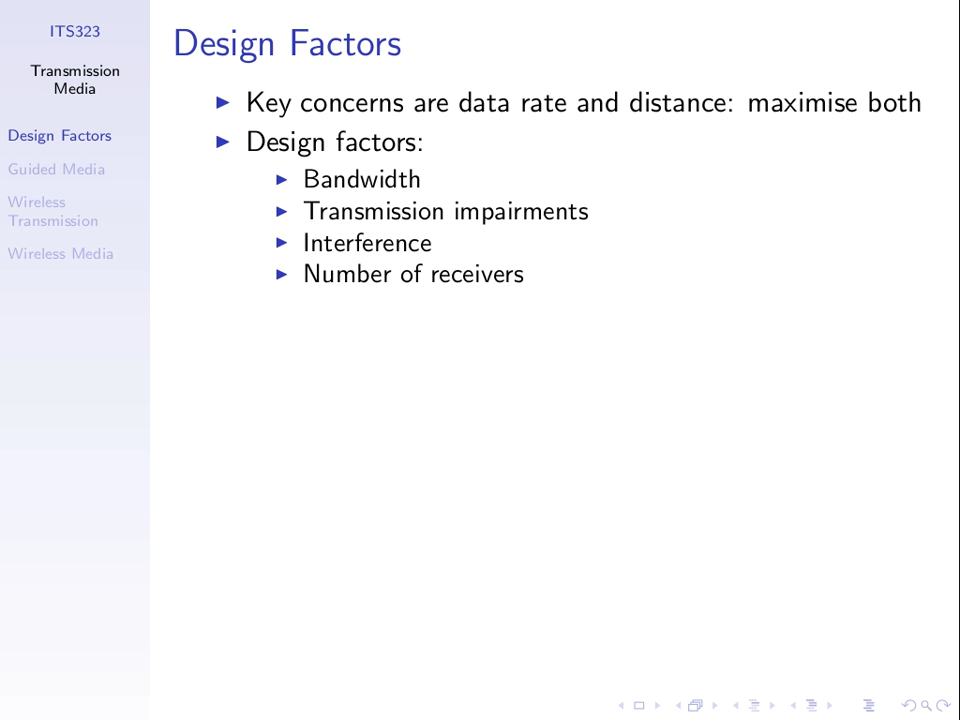 ITS323
Transmission
Media
Design Factors
Guided Media
Wireless
Transmission
Wireless Media
Design Factors
Key concerns are data rate and distance: maximise both
Design factors:
Bandwidth
Transmission impairments
Interference
Number of receivers